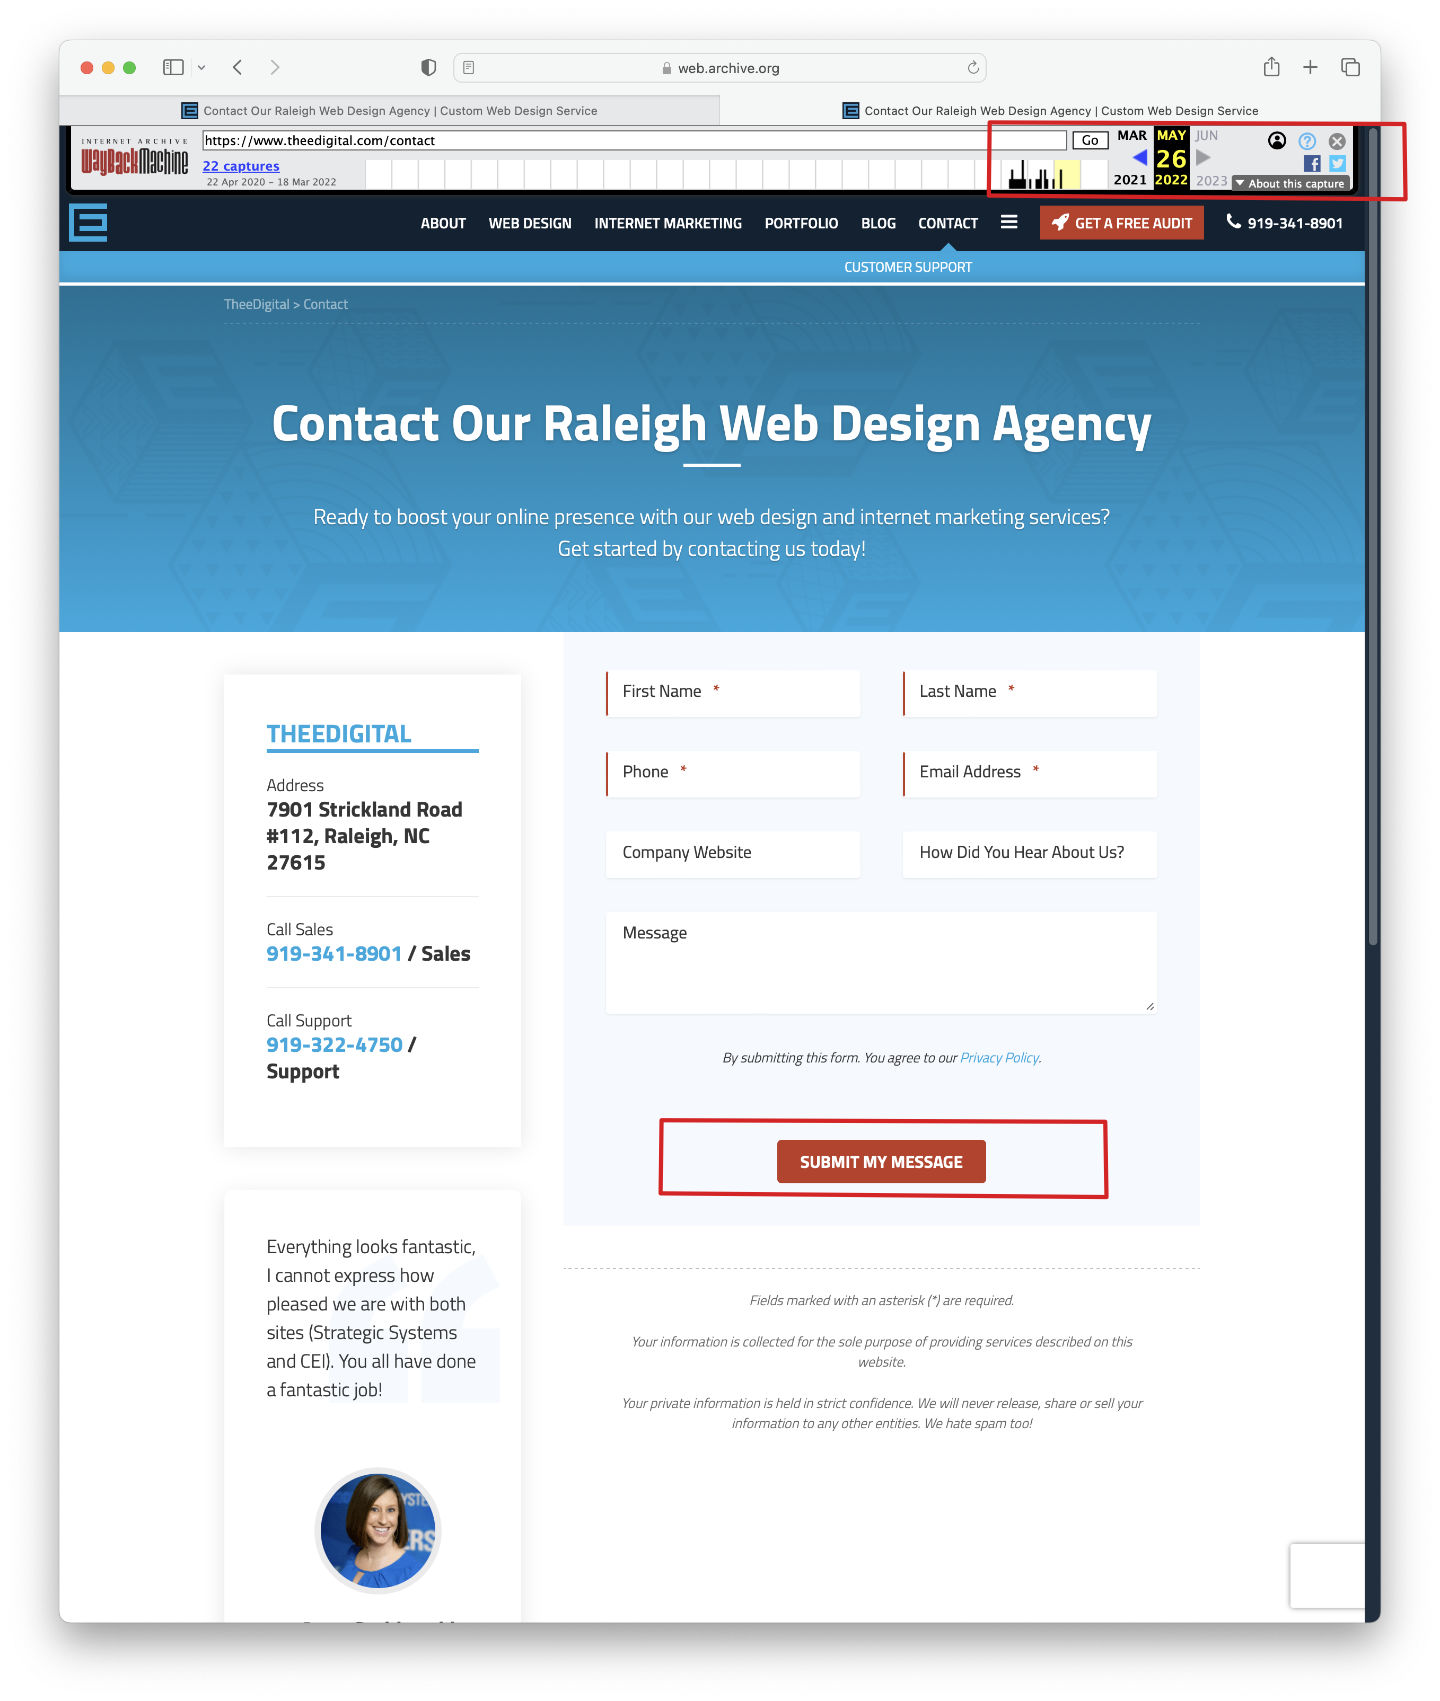 web.archive.org
Contact Our Raleigh Web Design Agency | Custom Web Design Service
Contact Our Raleigh Web Design Agency | Custom Web Design Service
INTERNET ARCHIVE
WayBackMachine
https://www.theedigital.com/contact
Go
MAR
MAY
JUN
22 captures
26
22 Apr 2020 – 18 Mar 2022
2021
2022
2023
About this capture
ABOUT
WEB DESIGN
INTERNET MARKETING
PORTFOLIO
BLOG
CONTACT
GET A FREE AUDIT
919-341-8901
CUSTOMER SUPPORT
TheeDigital > Contact
Contact Our Raleigh Web Design Agency
Ready to boost your online presence with our web design and internet marketing services?
Get started by contacting us today!
THEEDIGITAL
Address
7901 Strickland Road
#112, Raleigh, NC
27615
Call Sales
919-341-8901 / Sales
Call Support
919-322-4750 /
Support
Everything looks fantastic,
I cannot express how
pleased we are with both
sites (Strategic Systems
and CEI). You all have done
a fantastic job!
First Name *
Last Name *
Phone *
Email Address *
Company Website
How Did You Hear About Us?
Message
By submitting this form. You agree to our Privacy Policy.
SUBMIT MY MESSAGE
Fields marked with an asterisk (*) are required.
Your information is collected for the sole purpose of providing services described on this
website.
Your private information is held in strict confidence. We will never release, share or sell your
information to any other entities. We hate spam too!